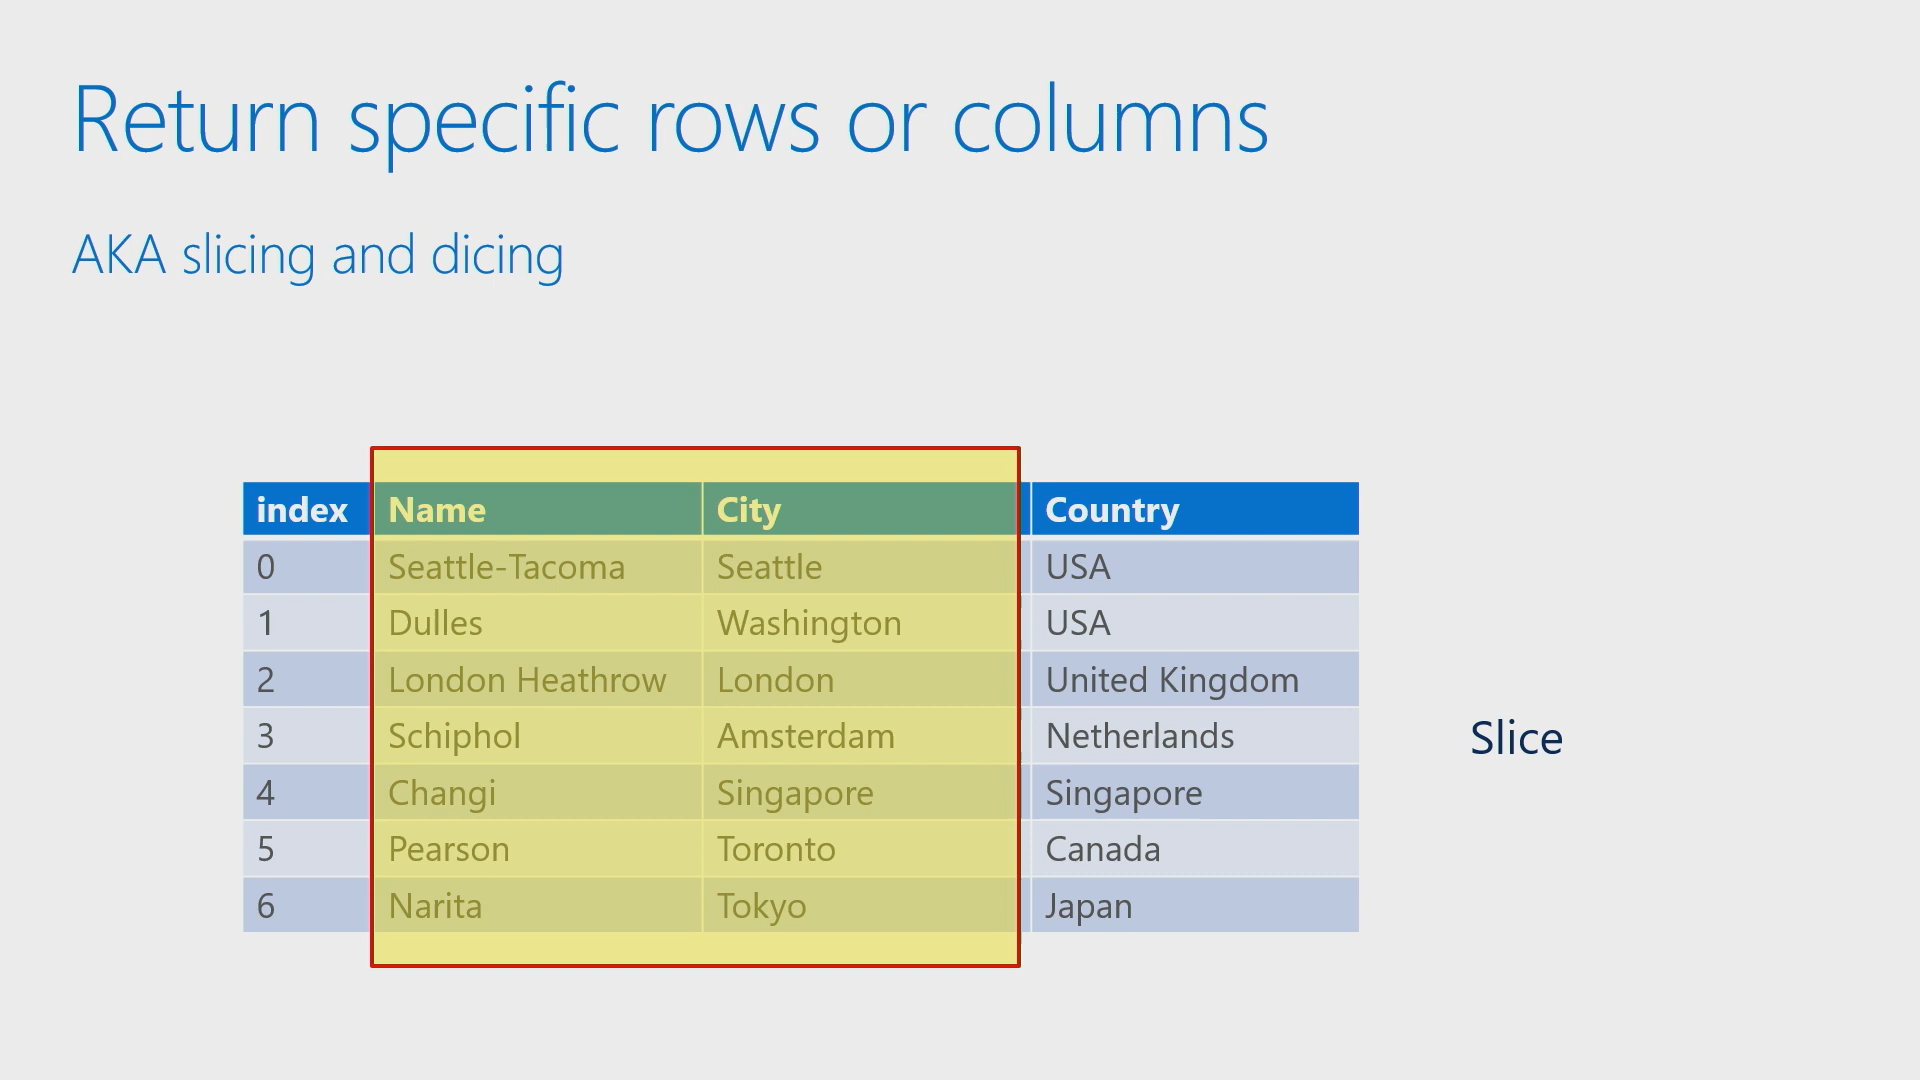 Return specific rows or columns
AKA slicing and dicing
index Name City Country
0 Seattle-Tacoma Seattle USA
1 Dulles Washington USA
2 London Heathrow London United Kingdom
3 Schiphol Amsterdam Netherlands
Slice
4 Changi Singapore Singapore
5 Pearson Toronto Canada
6 Narita Tokyo Japan